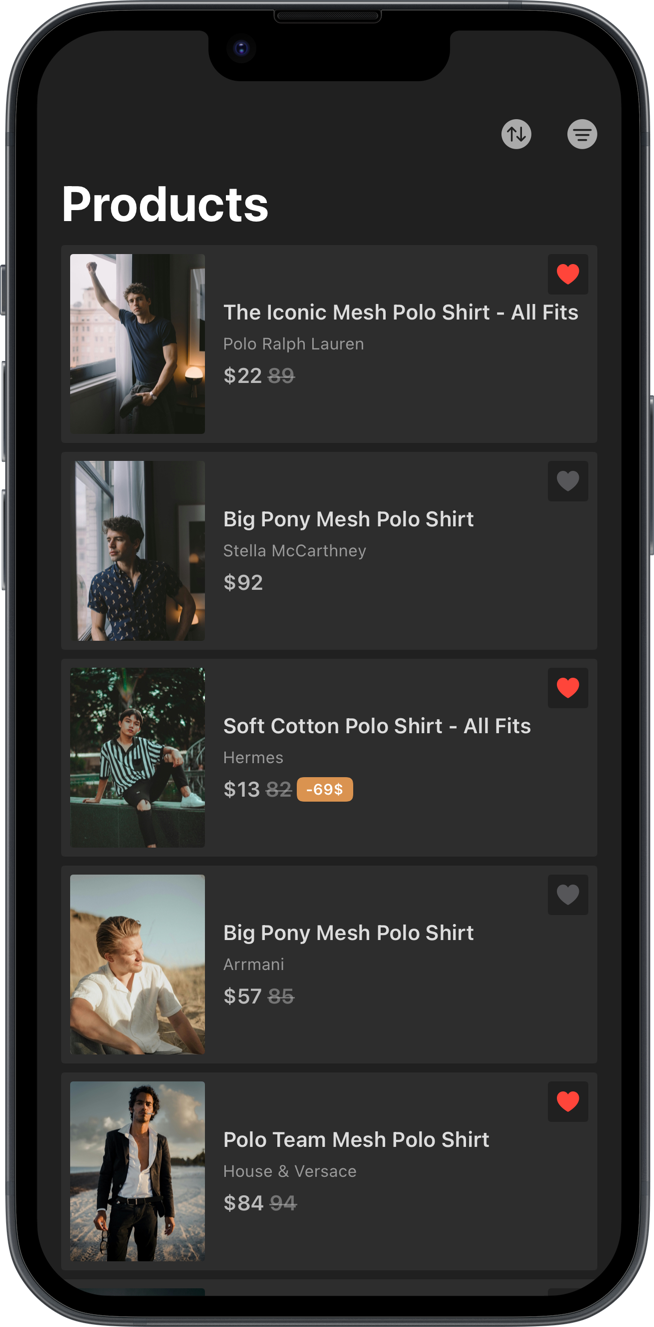 Products
The Iconic Mesh Polo Shirt - All Fits
Polo Ralph Lauren
$22 89
Big Pony Mesh Polo Shirt
Stella McCarthney
$92
Soft Cotton Polo Shirt - All Fits
Hermes
$13 82 -69$
Big Pony Mesh Polo Shirt
Arrmani
$57 85
Polo Team Mesh Polo Shirt
House & Versace
$84 94